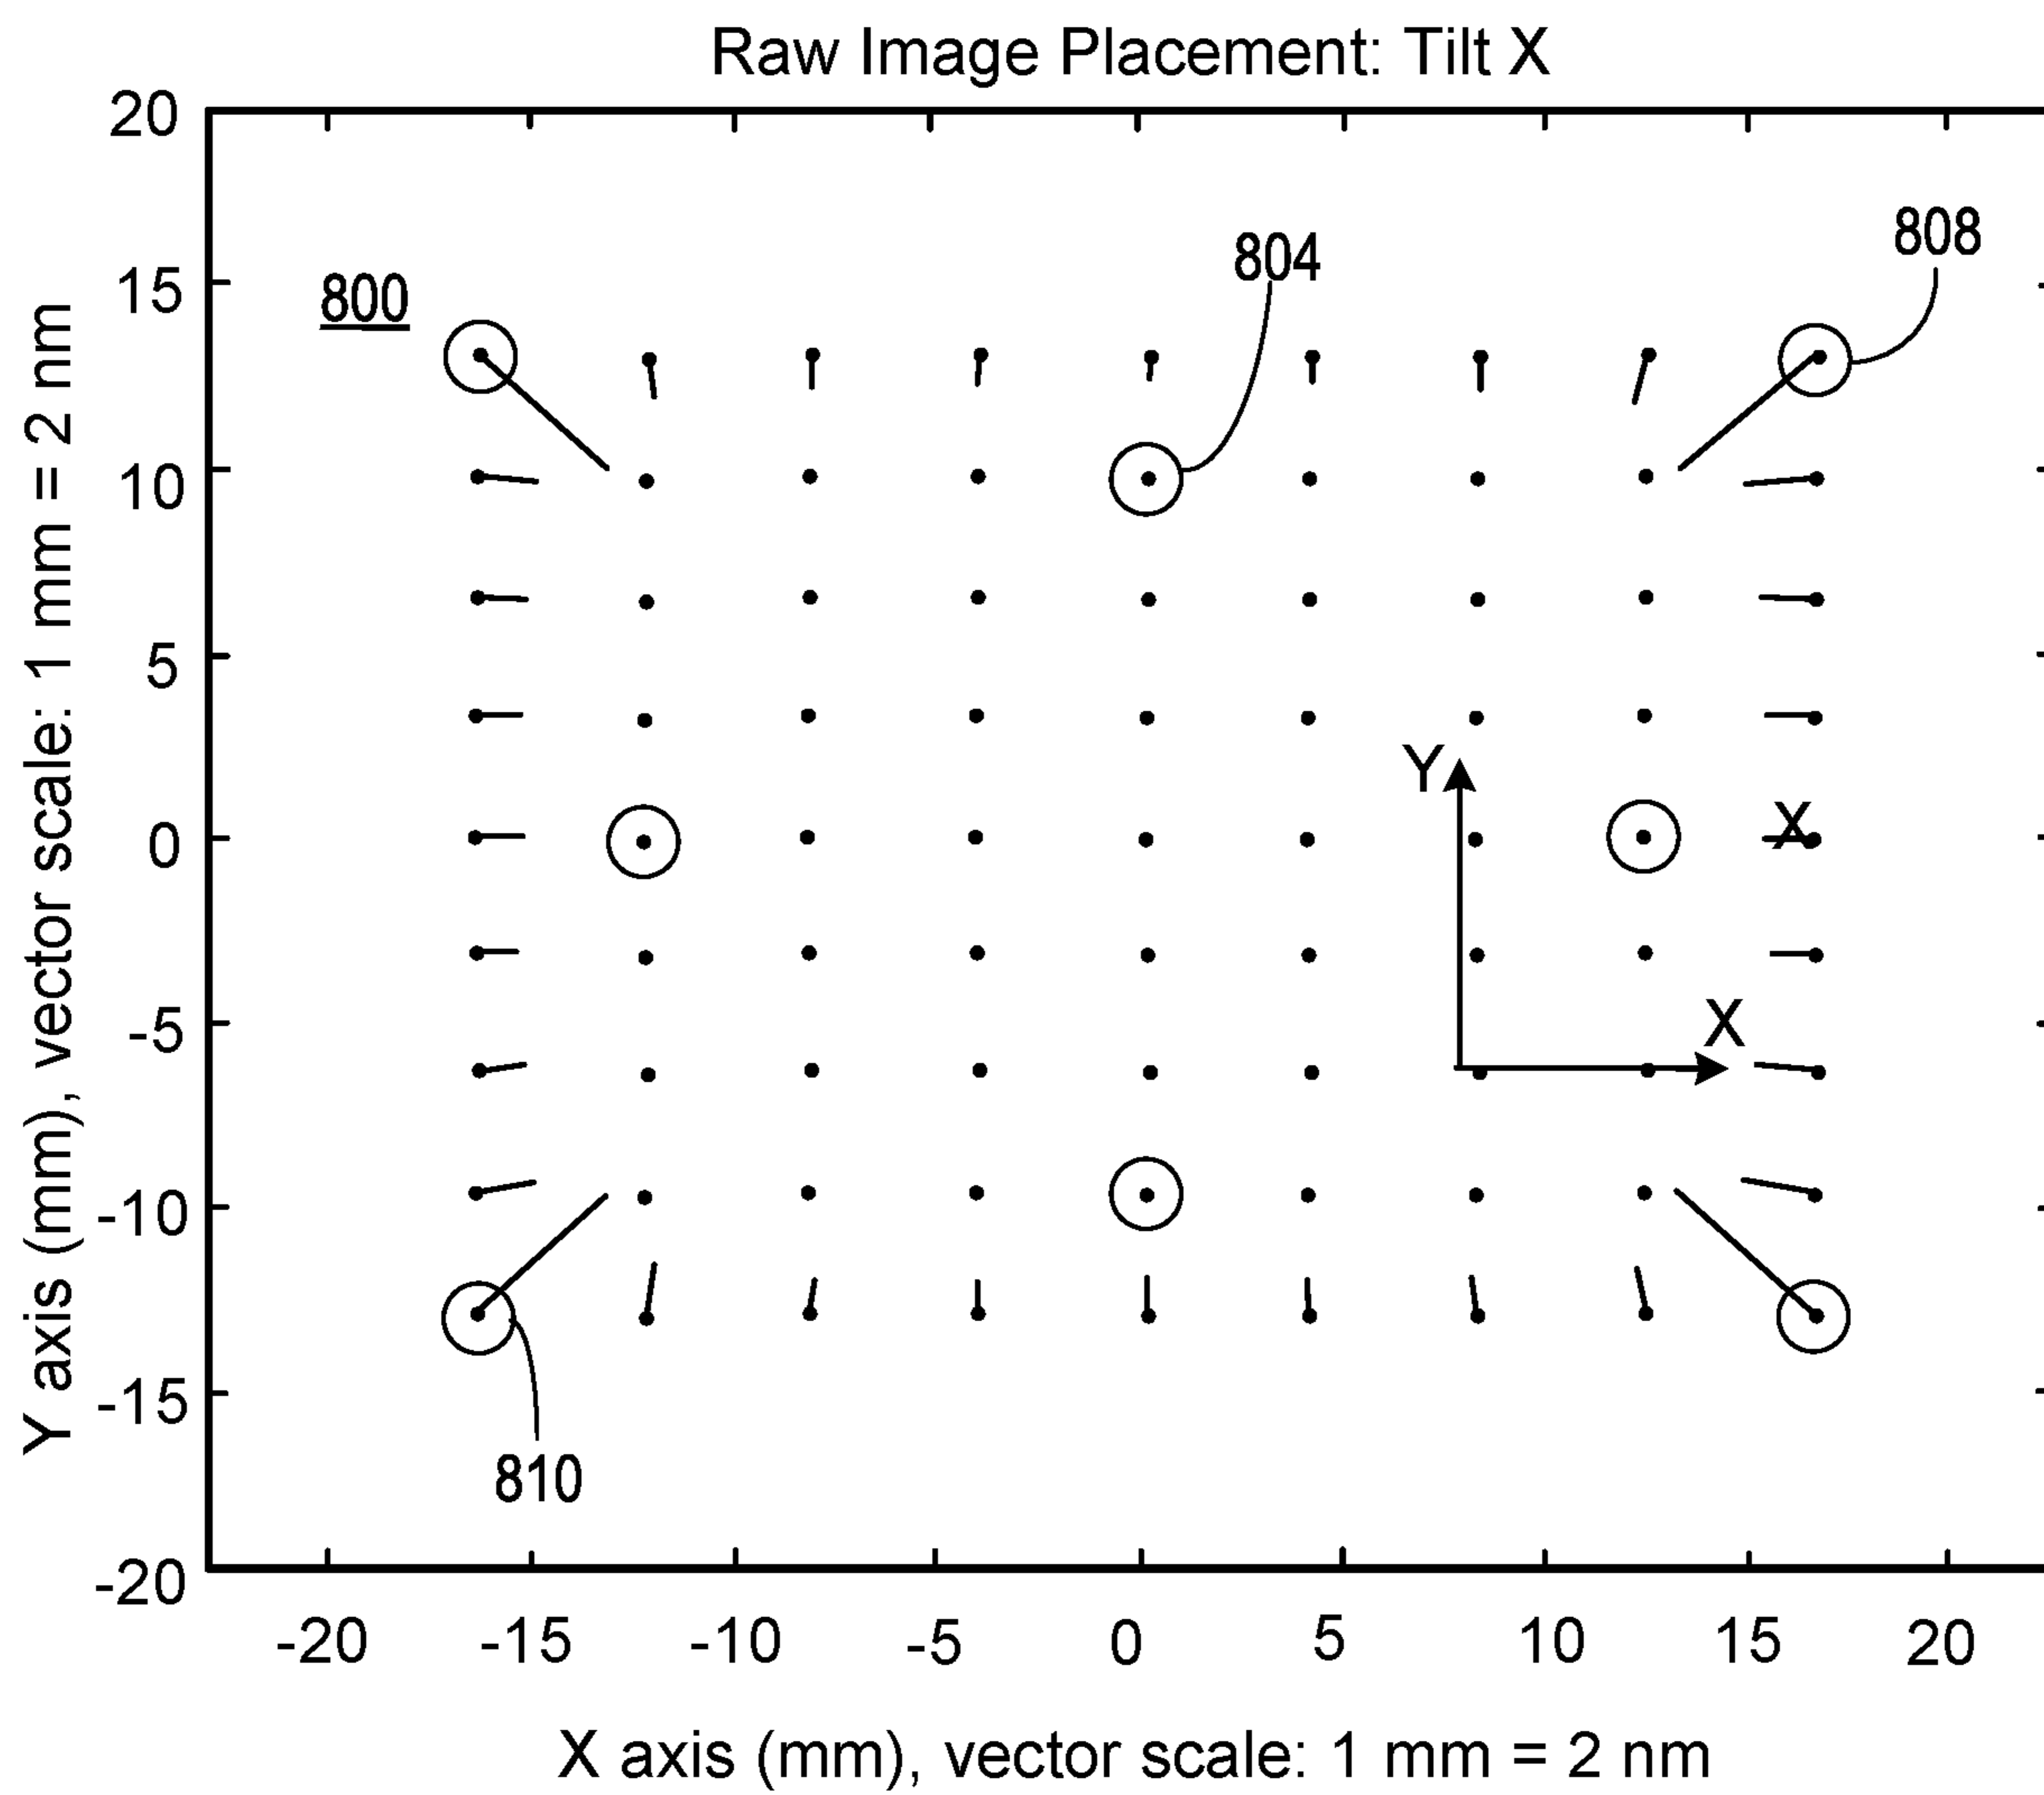 Raw Image Placement: Tilt X
20
15
10
5
0
-5
-10
-15
-20
Y axis (mm), vector scale: 1 mm = 2 nm
800
804
808
Y
X
X
810
-20 -15 -10 -5 0 5 10 15 20
X axis (mm), vector scale: 1 mm = 2 nm